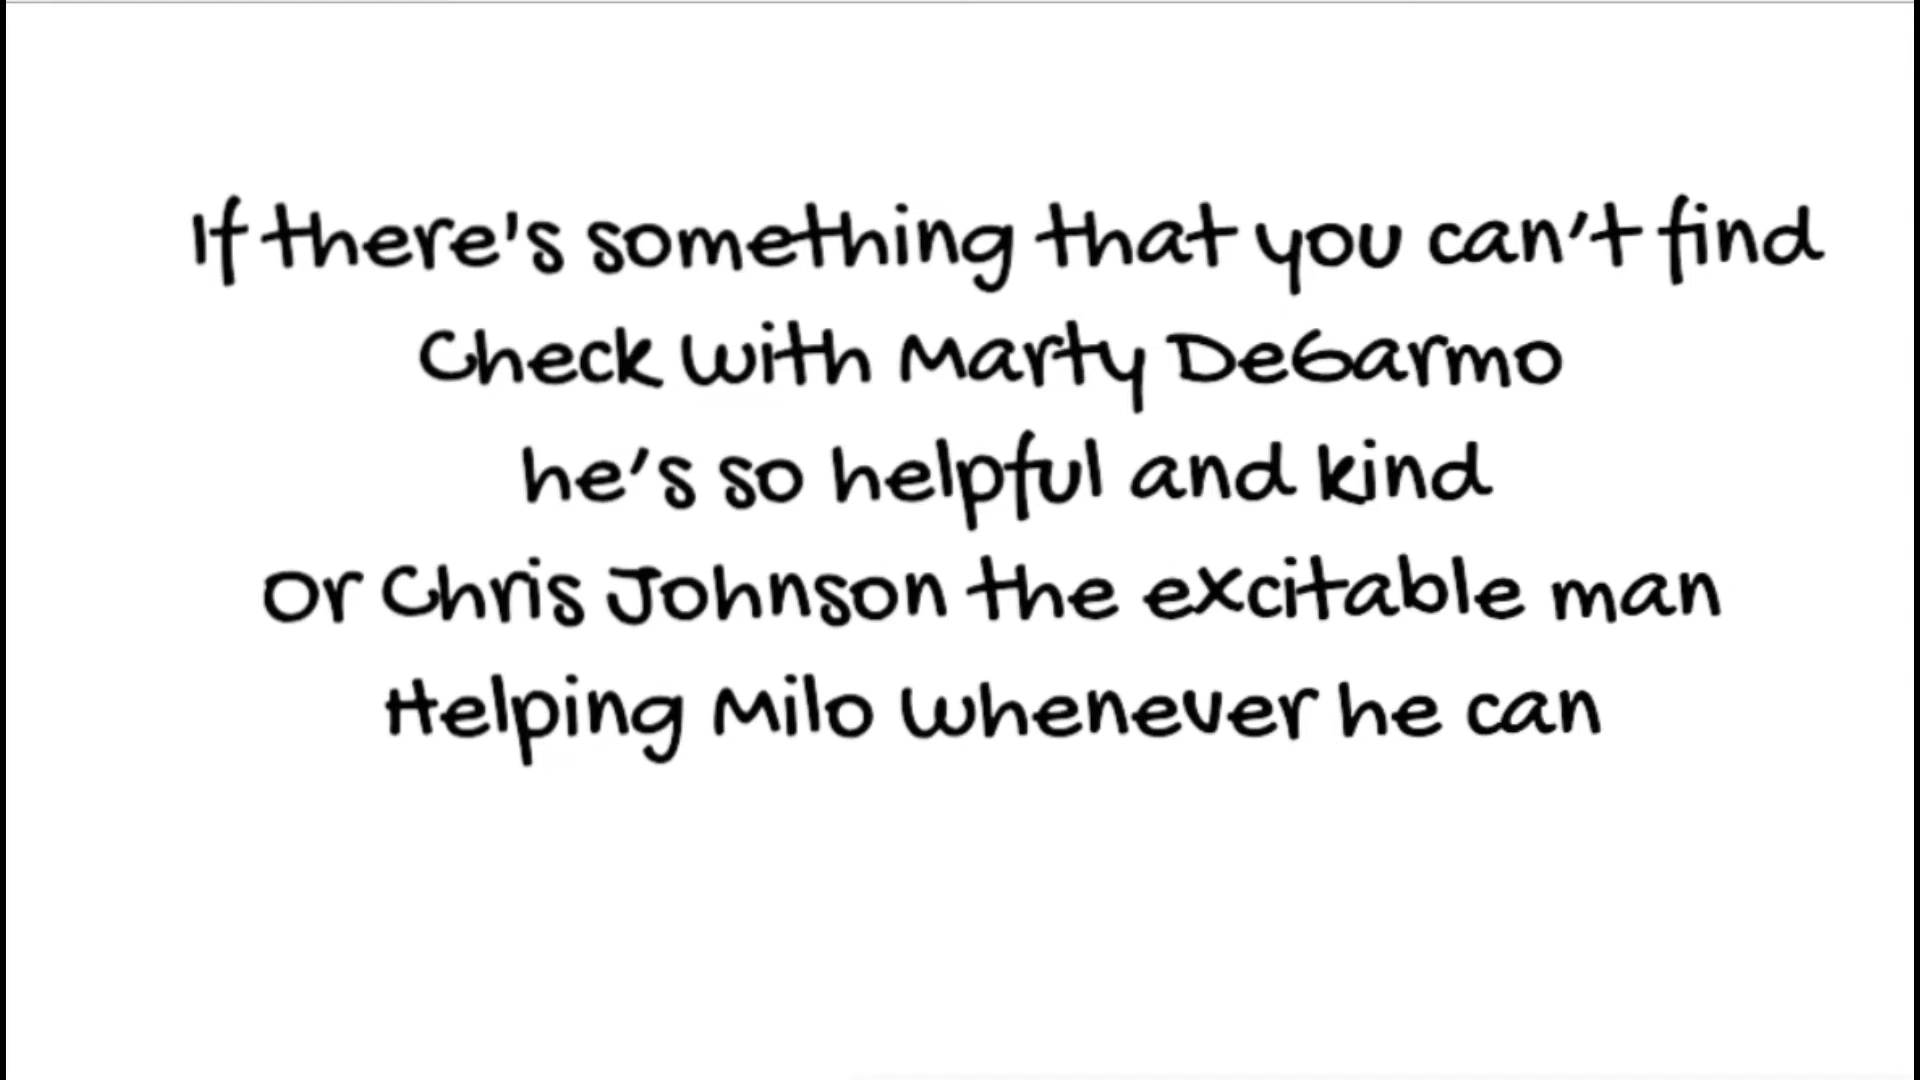 If there's something that you can't find
Check with Marty DeGarmo
he's so helpful and kind
Or Chris Johnson the excitable man
Helping Milo whenever he can